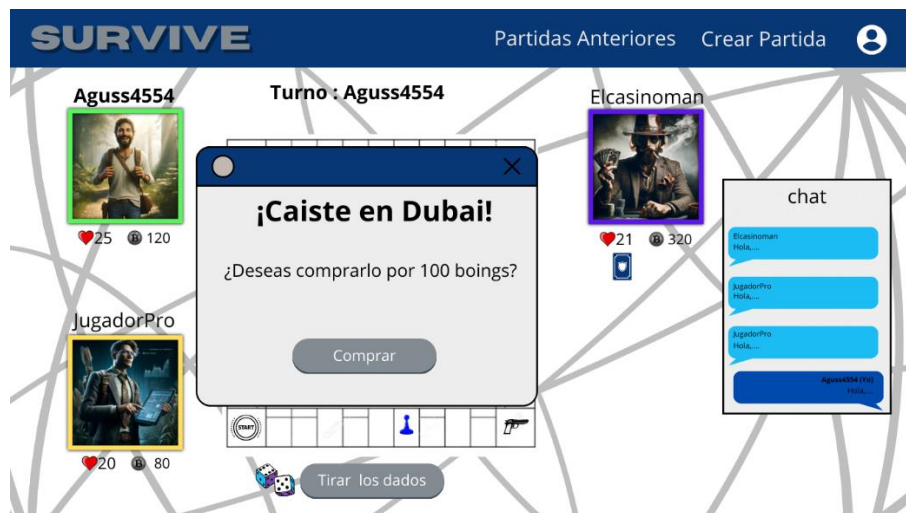 SURVIVE
Partidas Anteriores
Crear Partida
Aguss4554
Turno : Aguss4554
Elcasinoman
25
120
¡Caiste en Dubai!
¿Deseas comprarlo por 100 boings?
Comprar
21
320
chat
Elcasinoman
Hola,....
JugadorPro
Hola,....
JugadorPro
Hola,....
Aguss4554 (Yo)
Hola,...
JugadorPro
START
20
80
Tirar los dados